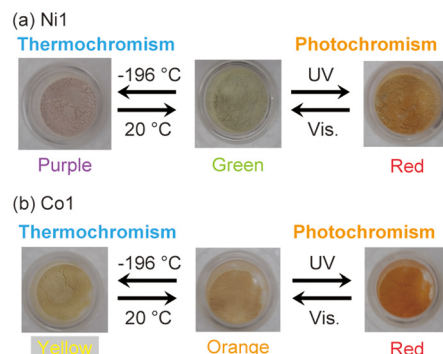 (a) Ni1
Thermochromism Photochromism
-196 °C UV
20 °C Vis.
Purple Green Red
(b) Co1
Thermochromism Photochromism
-196 °C UV
20 °C Vis.
Yellow Orange Red